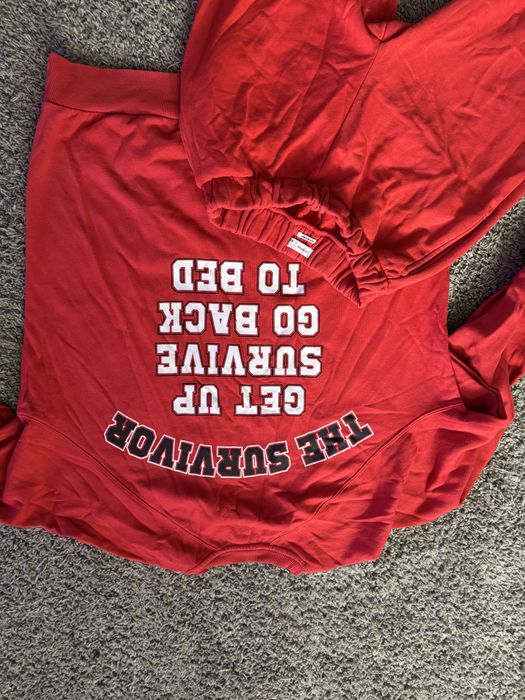 THE SURVIVOR
GET UP
SURVIVE
GO BACK
TO BED